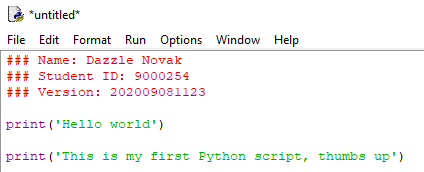 *untitled*
File Edit Format Run Options Window Help
### Name: Dazzle Novak
### Student ID: 9000254
### Version: 202009081123
print('Hello world')
print('This is my first Python script, thumbs up')